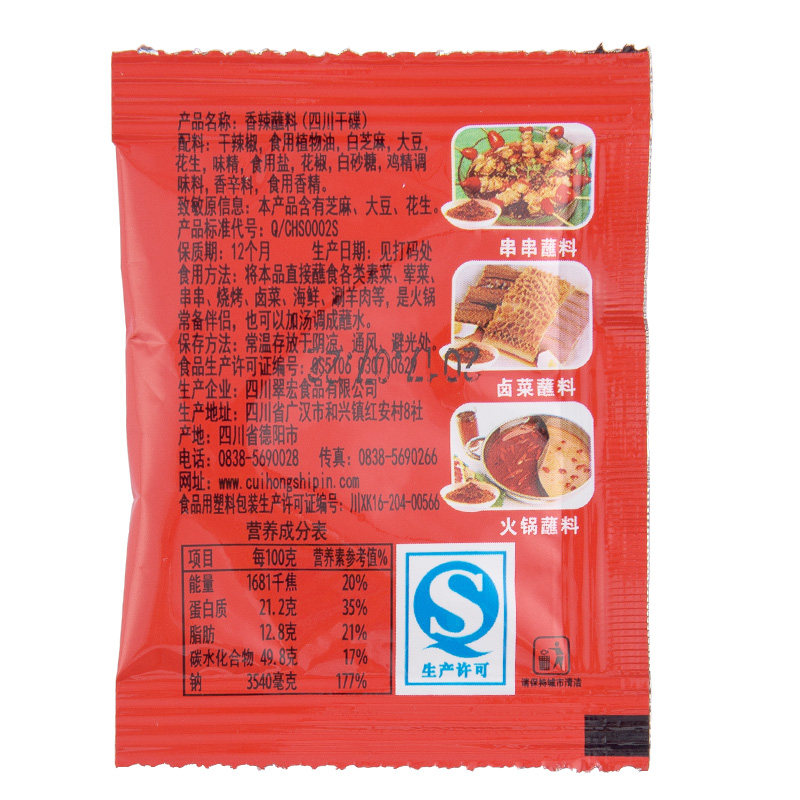 产品名称：香辣蘸料(四川干碟)
配料：干辣椒，食用植物油，白芝麻，大豆，
花生，味精，食用盐，花椒，白砂糖，鸡精调
味料，香辛料，食用香精。
致敏原信息：本产品含有芝麻、大豆、花生。
产品标准代号：Q/CHS0002S
保质期：12个月 生产日期：见打码处
食用方法：将本品直接蘸食各类素菜、荤菜、
串串、烧烤、卤菜、海鲜、涮羊肉等，是火锅
常备伴侣，也可以加汤调成蘸水。
保存方法：常温存放于阴凉、通风、避光处。
食品生产许可证编号：QS5106 0307
生产企业：四川翠宏食品有限公司
生产地址：四川省广汉市和兴镇红安村8社
产地：四川省德阳市
电话：0838-5690028 传真：0838-5690266
网址：www.cuihongshipin.com
食品用塑料包装生产许可证编号：川XK16-204-00566
营养成分表
项目 每100克 营养素参考值%
能量 1681千焦 20%
蛋白质 21.2克 35%
脂肪 12.8克 21%
碳水化合物 49.8克 17%
钠 3540毫克 177%
串串蘸料
卤菜蘸料
火锅蘸料
生产许可
请保持城市清洁